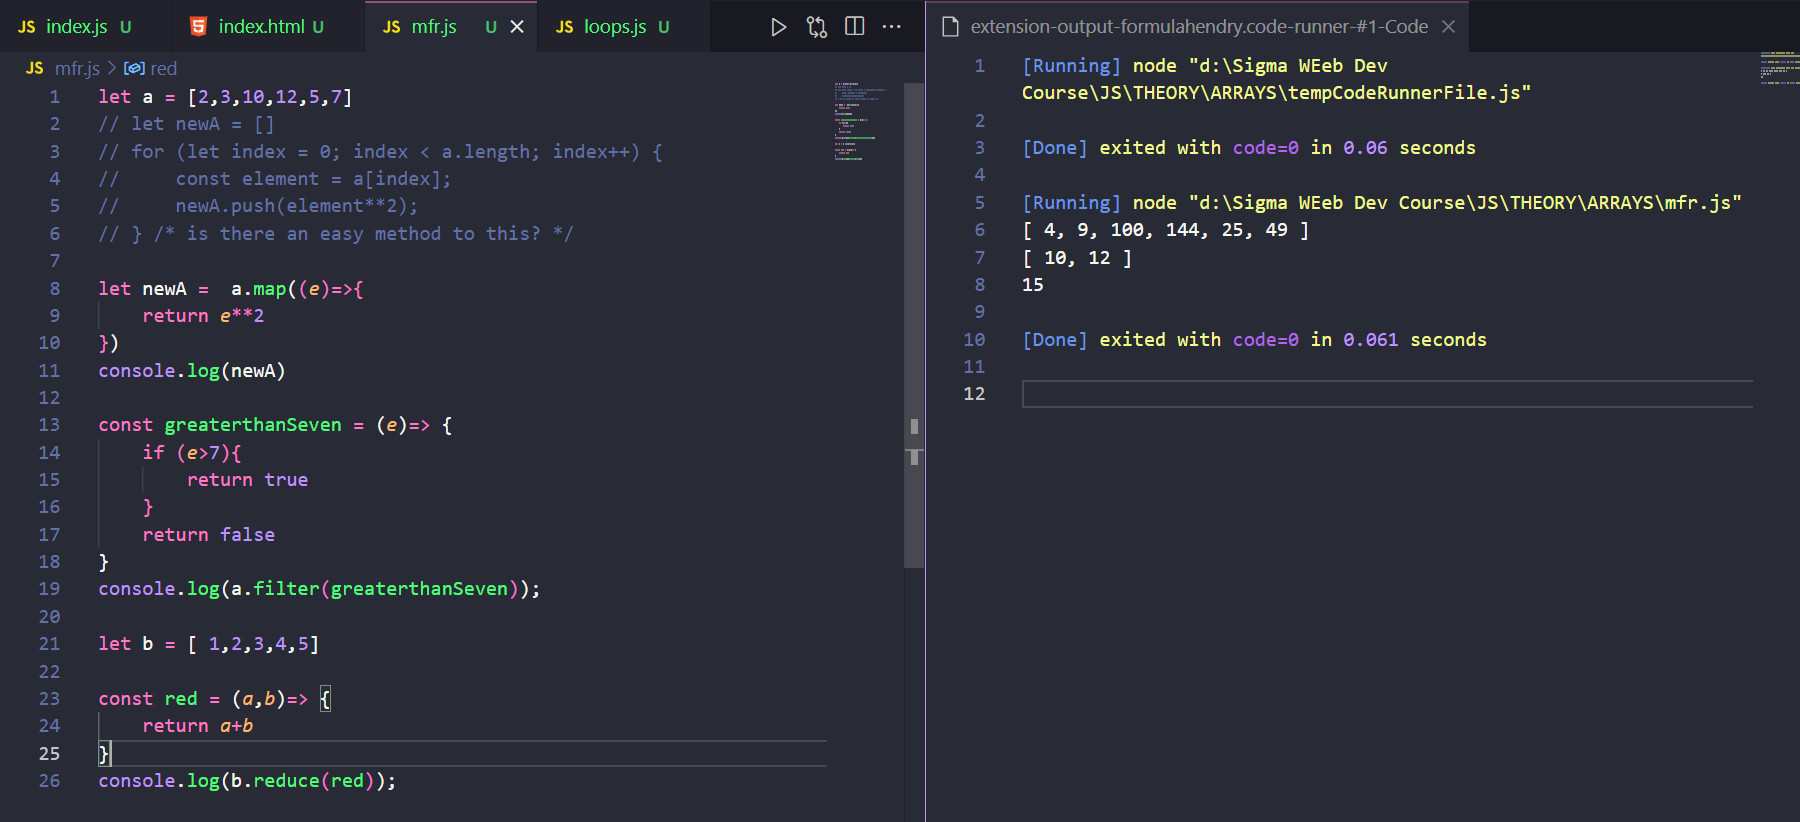 JS index.js U
index.html U
JS mfr.js U
JS loops.js U
JS mfr.js > red
1 let a = [2,3,10,12,5,7]
2 // let newA = []
3 // for (let index = 0; index < a.length; index++) {
4 //     const element = a[index];
5 //     newA.push(element**2);
6 // } /* is there an easy method to this? */
7
8 let newA =  a.map((e)=>{
9     return e**2
10 })
11 console.log(newA)
12
13 const greaterthanSeven = (e)=> {
14     if (e>7){
15         return true
16     }
17     return false
18 }
19 console.log(a.filter(greaterthanSeven));
20
21 let b = [ 1,2,3,4,5]
22
23 const red = (a,b)=> {
24     return a+b
25 }
26 console.log(b.reduce(red));
extension-output-formulahendry.code-runner-#1-Code
1 [Running] node "d:\Sigma WEeb Dev
Course\JS\THEORY\ARRAYS\tempCodeRunnerFile.js"
2
3 [Done] exited with code=0 in 0.06 seconds
4
5 [Running] node "d:\Sigma WEeb Dev Course\JS\THEORY\ARRAYS\mfr.js"
6 [ 4, 9, 100, 144, 25, 49 ]
7 [ 10, 12 ]
8 15
9
10 [Done] exited with code=0 in 0.061 seconds
11
12